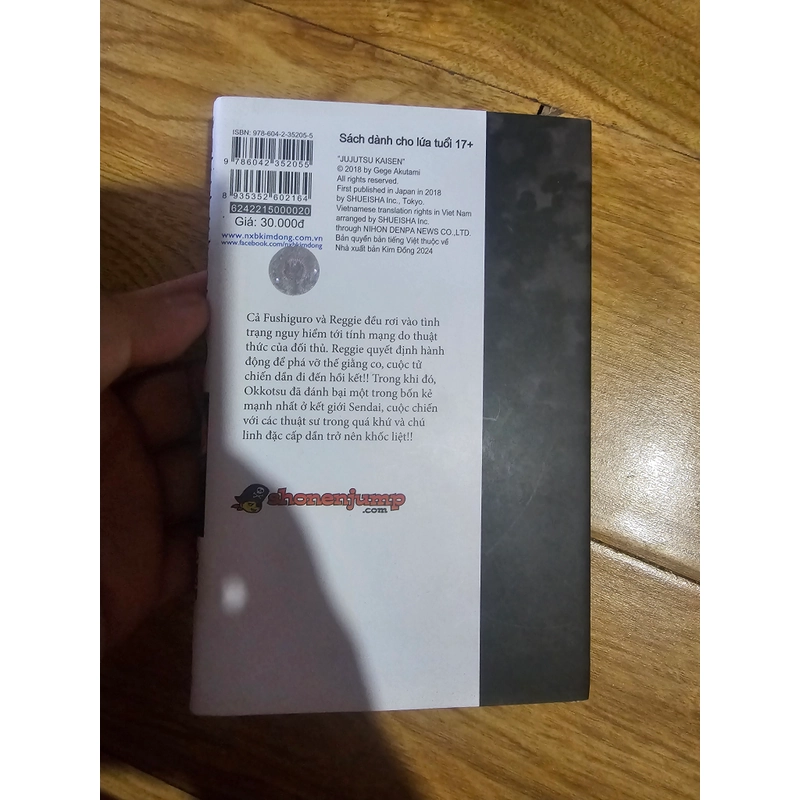 ISBN: 978-604-2-35205-5
9 786042 352055
8 935352 602164
6242215000020
Giá: 30.000đ
www.nxbkimdong.com.vn
www.facebook.com/nxbkimdong
Sách dành cho lứa tuổi 17+
"JUJUTSU KAISEN"
© 2018 by Gege Akutami
All rights reserved.
First published in Japan in 2018
by SHUEISHA Inc., Tokyo.
Vietnamese translation rights in Viet Nam
arranged by SHUEISHA Inc.
through NIHON DENPA NEWS CO.,LTD.
Bản quyền bản tiếng Việt thuộc về
Nhà xuất bản Kim Đồng 2024
Cả Fushiguro và Reggie đều rơi vào tình
trạng nguy hiểm tới tính mạng do thuật
thức của đối thủ. Reggie quyết định hành
động để phá vỡ thế giằng co, cuộc tử
chiến dần đi đến hồi kết!! Trong khi đó,
Okkotsu đã đánh bại một trong bốn kẻ
mạnh nhất ở kết giới Sendai, cuộc chiến
với các thuật sư trong quá khứ và chú
linh đặc cấp dần trở nên khốc liệt!!
shonenjump
.com